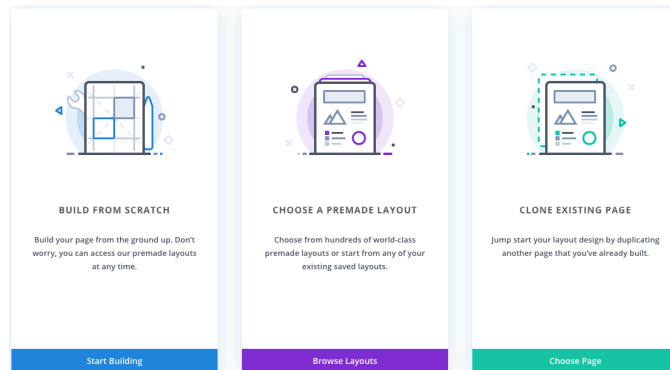 BUILD FROM SCRATCH
Build your page from the ground up. Don't
worry, you can access our premade layouts
at any time.
Start Building
CHOOSE A PREMADE LAYOUT
Choose from hundreds of world-class
premade layouts or start from any of your
existing saved layouts.
Browse Layouts
CLONE EXISTING PAGE
Jump start your layout design by duplicating
another page that you've already built.
Choose Page